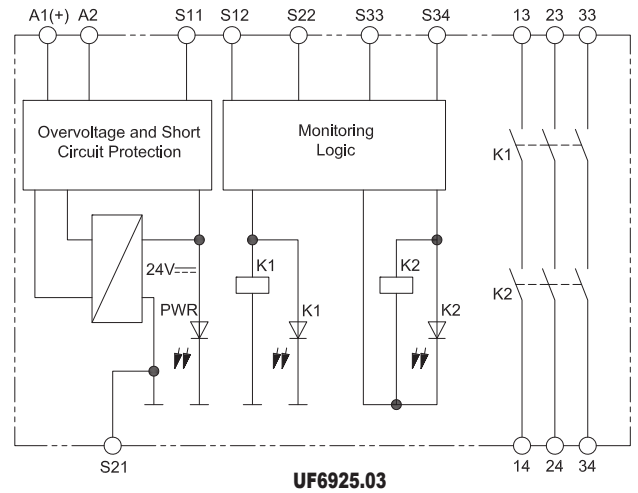 A1(+) A2 S11 S12 S22 S33 S34 13 23 33
Overvoltage and Short
Circuit Protection
Monitoring
Logic
K1
24V
K1
K2
K2
PWR
K1
K2
S21
14 24 34
UF6925.03